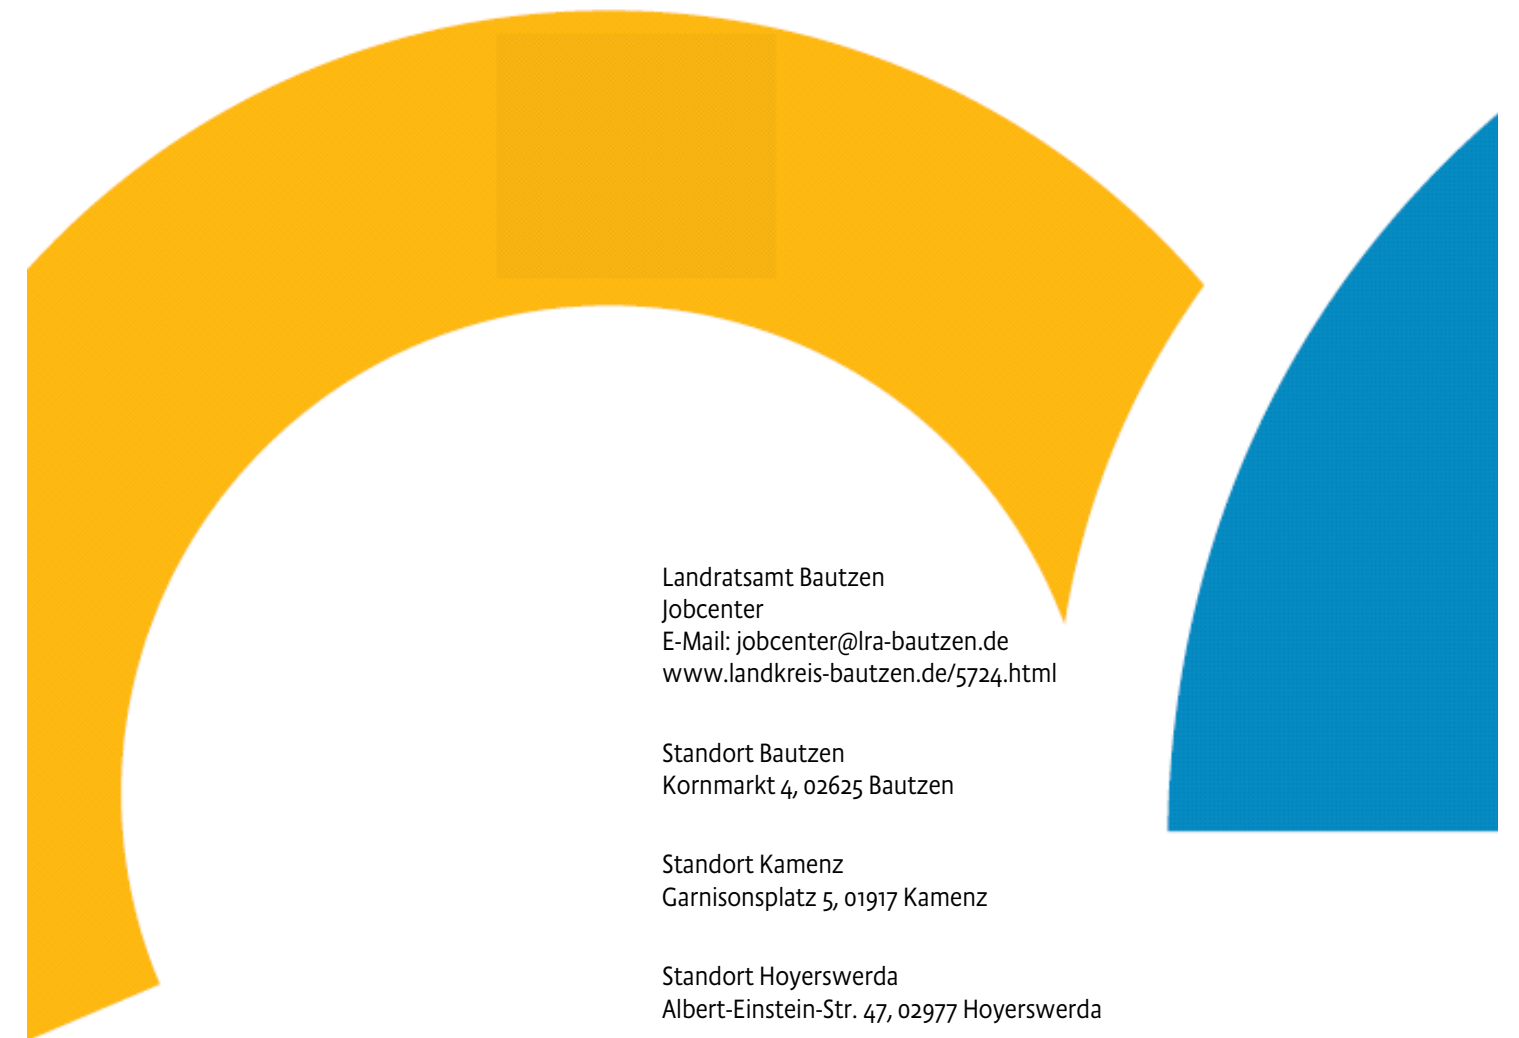 Landratsamt Bautzen
Jobcenter
E-Mail: jobcenter@lra-bautzen.de
www.landkreis-bautzen.de/5724.html
Standort Bautzen
Kornmarkt 4, 02625 Bautzen
Standort Kamenz
Garnisonsplatz 5, 01917 Kamenz
Standort Hoyerswerda
Albert-Einstein-Str. 47, 02977 Hoyerswerda